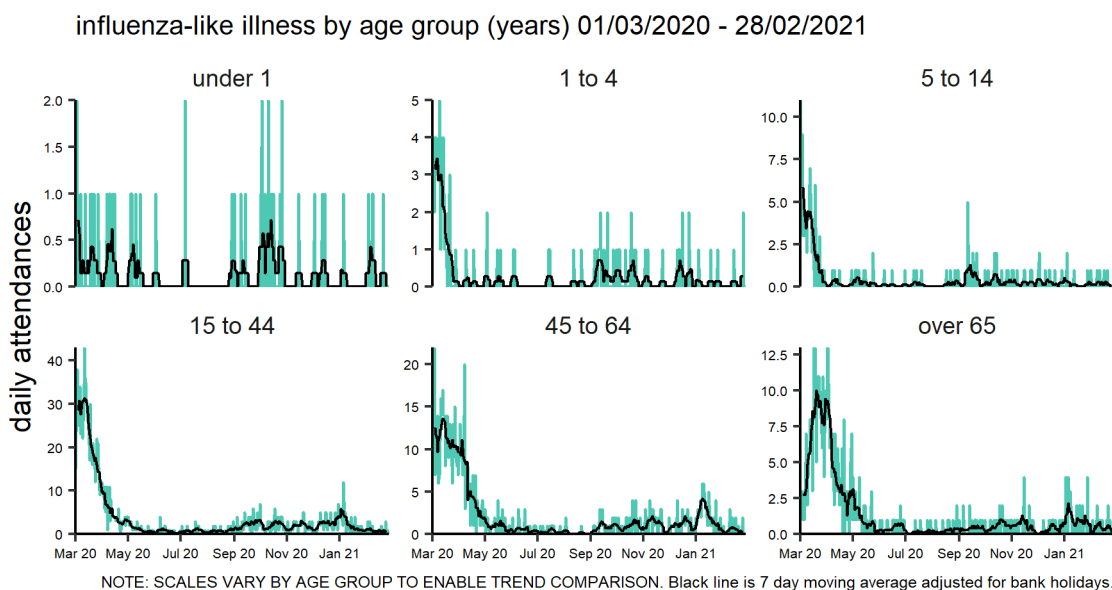 influenza-like illness by age group (years) 01/03/2020 - 28/02/2021
daily attendances
under 1
2.0
1.5
1.0
0.5
0.0
1 to 4
5
4
3
2
1
0
5 to 14
10.0
7.5
5.0
2.5
0.0
15 to 44
40
30
20
10
0
Mar 20 May 20 Jul 20 Sep 20 Nov 20 Jan 21
45 to 64
20
15
10
5
0
Mar 20 May 20 Jul 20 Sep 20 Nov 20 Jan 21
over 65
12.5
10.0
7.5
5.0
2.5
0.0
Mar 20 May 20 Jul 20 Sep 20 Nov 20 Jan 21
NOTE: SCALES VARY BY AGE GROUP TO ENABLE TREND COMPARISON. Black line is 7 day moving average adjusted for bank holidays.